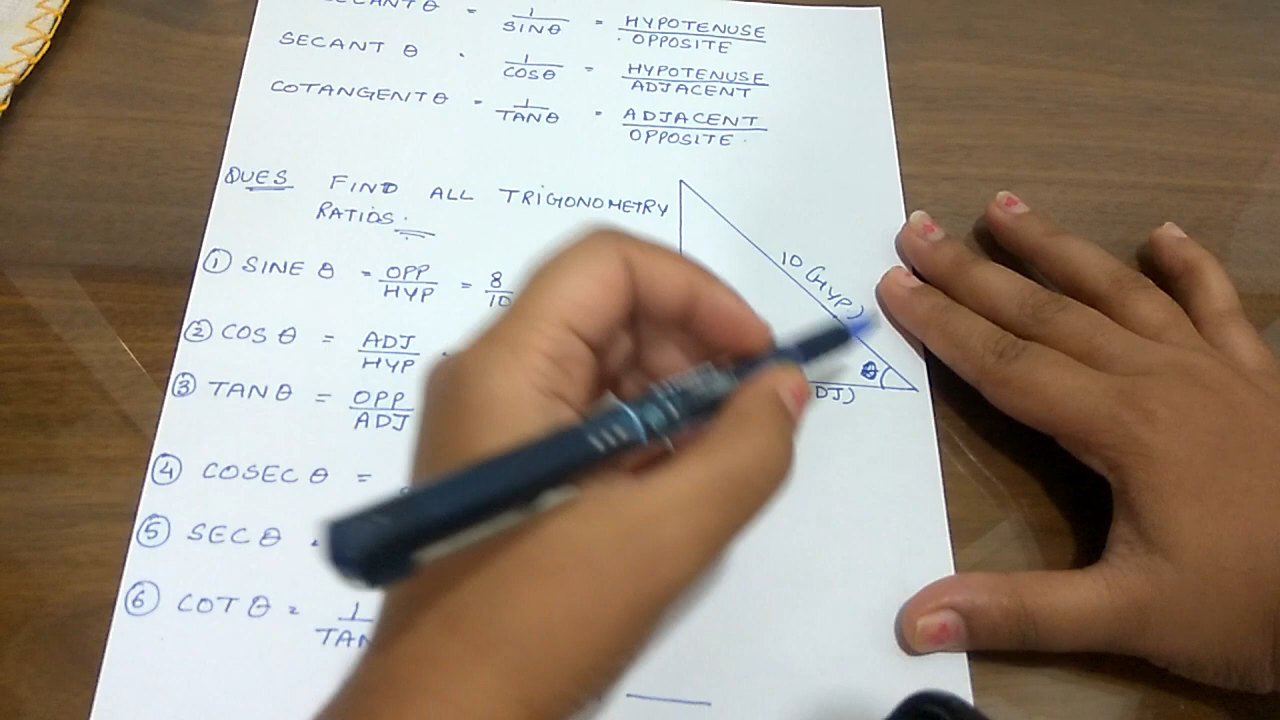 SECANT θ = 1/SINθ = HYPOTENUSE/OPPOSITE
SECANT θ . 1/COSθ = HYPOTENUSE/ADJACENT
COTANGENT θ = 1/TANθ = ADJACENT/OPPOSITE
QUES FIND ALL TRIGONOMETRY
RATIOS.
① SINE θ = OPP/HYP = 8/10
② COS θ = ADJ/HYP
③ TAN θ = OPP/ADJ
④ COSEC θ =
⑤ SEC θ
⑥ COT θ = 1/TAN
10 (HYP)
θ
DJ)